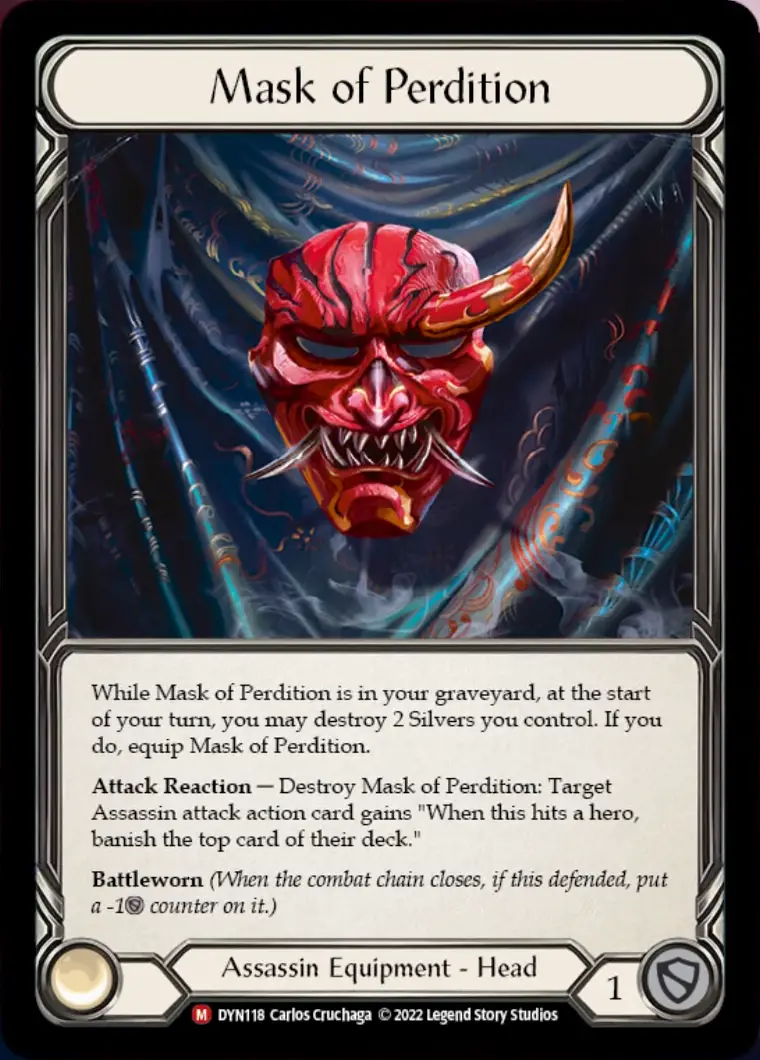 Mask of Perdition
While Mask of Perdition is in your graveyard, at the start
of your turn, you may destroy 2 Silvers you control. If you
do, equip Mask of Perdition.
Attack Reaction — Destroy Mask of Perdition: Target
Assassin attack action card gains "When this hits a hero,
banish the top card of their deck."
Battleworn (When the combat chain closes, if this defended, put
a -1 counter on it.)
Assassin Equipment - Head
1
M DYN118 Carlos Cruchaga © 2022 Legend Story Studios